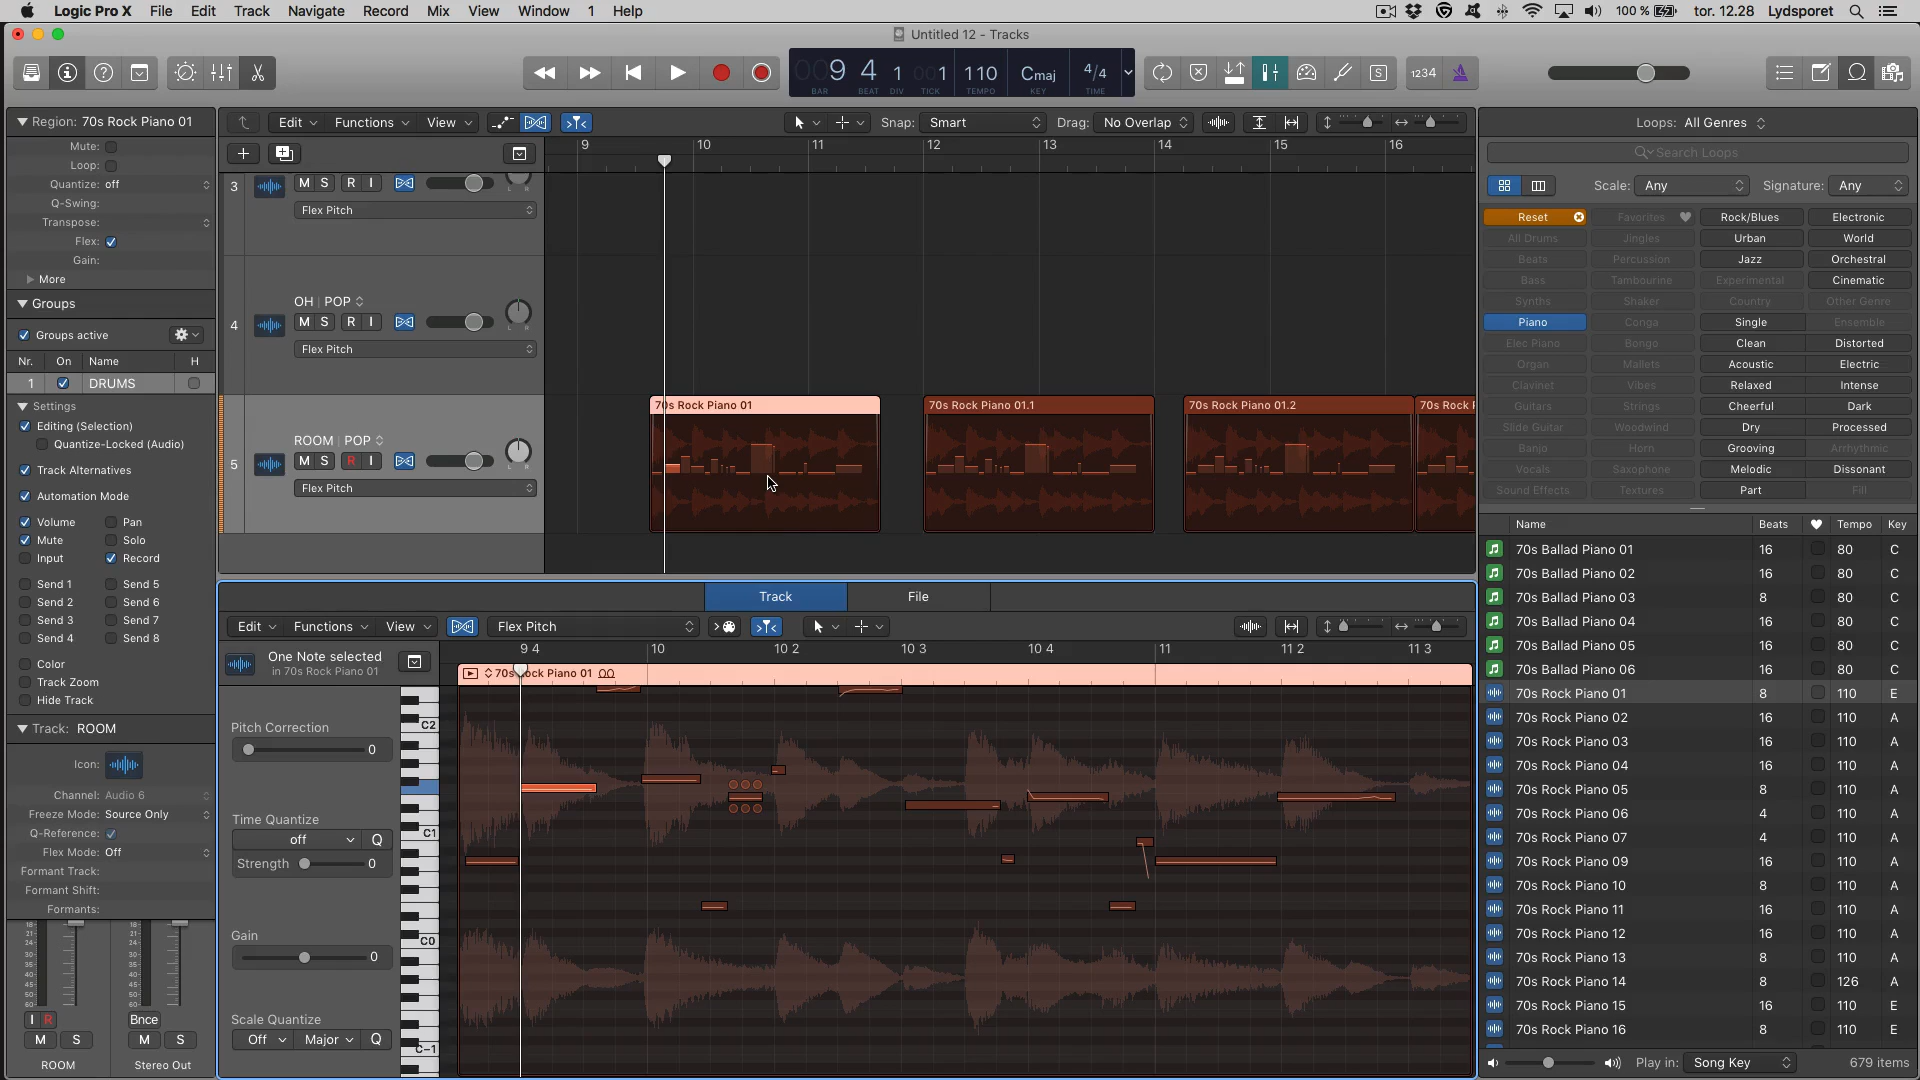 Logic Pro X File Edit Track Navigate Record Mix View Window 1 Help
100 % tor. 12.28 Lydsporet
Untitled 12 - Tracks
009 4 1 001 110 Cmaj 4/4
BAR BEAT DIV TICK TEMPO KEY TIME
S 1234
Region: 70s Rock Piano 01
Mute:
Loop:
Quantize: off
Q-Swing:
Transpose:
Flex:
Gain:
More
Groups
Groups active
Nr. On Name H
1 DRUMS
Settings
Editing (Selection)
Quantize-Locked (Audio)
Track Alternatives
Automation Mode
Volume Pan
Mute Solo
Input Record
Send 1 Send 5
Send 2 Send 6
Send 3 Send 7
Send 4 Send 8
Color
Track Zoom
Hide Track
Track: ROOM
Icon:
Channel: Audio 6
Freeze Mode: Source Only
Q-Reference:
Flex Mode: Off
Formant Track:
Formant Shift:
Formants:
I R Bnce
M S M S
ROOM Stereo Out
Edit Functions View Snap: Smart Drag: No Overlap
9 10 11 12 13 14 15 16
3 M S R I
Flex Pitch
OH | POP
4 M S R I
Flex Pitch
ROOM | POP
5 M S R I
Flex Pitch
70s Rock Piano 01 70s Rock Piano 01.1 70s Rock Piano 01.2
Track File
Edit Functions View Flex Pitch
9 4 10 10 2 10 3 10 4 11 11 2 11 3
One Note selected
in 70s Rock Piano 01
70s Rock Piano 01
Pitch Correction
0
Time Quantize
off Q
Strength 0
Gain
0
Scale Quantize
Off Major Q
C2
C1
C0
C-1
Loops: All Genres
Search Loops
Scale: Any Signature: Any
Reset Favorites Rock/Blues Electronic
All Drums Jingles Urban World
Beats Percussion Jazz Orchestral
Bass Tambourine Experimental Cinematic
Synths Shaker Country Other Genre
Piano Conga Single Ensemble
Elec Piano Bongo Clean Distorted
Organ Mallets Acoustic Electric
Clavinet Vibes Relaxed Intense
Guitars Strings Cheerful Dark
Slide Guitar Woodwind Dry Processed
Banjo Horn Grooving Arrhythmic
Vocals Saxophone Melodic Dissonant
Sound Effects Textures Part Fill
Name Beats Tempo Key
70s Ballad Piano 01 16 80 C
70s Ballad Piano 02 16 80 C
70s Ballad Piano 03 8 80 C
70s Ballad Piano 04 16 80 C
70s Ballad Piano 05 16 80 C
70s Ballad Piano 06 16 80 C
70s Rock Piano 01 8 110 E
70s Rock Piano 02 16 110 A
70s Rock Piano 03 16 110 A
70s Rock Piano 04 16 110 A
70s Rock Piano 05 8 110 A
70s Rock Piano 06 4 110 A
70s Rock Piano 07 4 110 A
70s Rock Piano 09 16 110 A
70s Rock Piano 10 8 110 A
70s Rock Piano 11 16 110 A
70s Rock Piano 12 16 110 A
70s Rock Piano 13 8 110 A
70s Rock Piano 14 8 126 A
70s Rock Piano 15 16 110 E
70s Rock Piano 16 8 110 E
Play in: Song Key 679 items